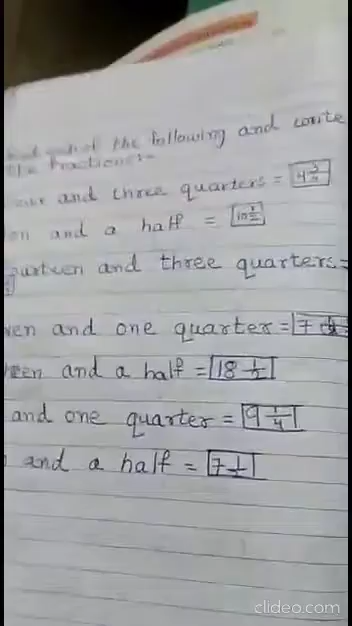 of the following and write
the fractions:-
and three quarters = 4 3/4
and a half = 10 1/2
and three quarters =
and one quarter = 7
and a half = 18 1/2
and one quarter = 9 1/4
and a half = 7 1/
clideo.com